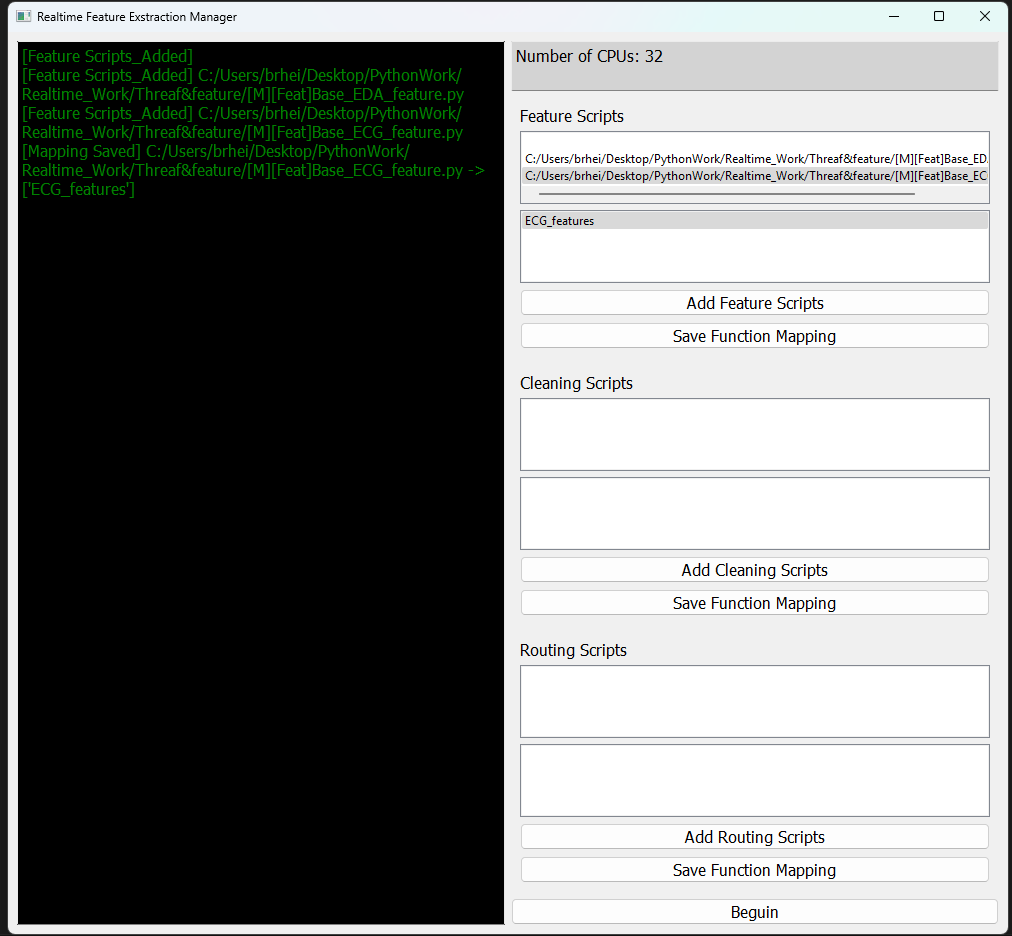 Realtime Feature Exstraction Manager
[Feature Scripts_Added]
[Feature Scripts_Added] C:/Users/brhei/Desktop/PythonWork/
Realtime_Work/Threaf&feature/[M][Feat]Base_EDA_feature.py
[Feature Scripts_Added] C:/Users/brhei/Desktop/PythonWork/
Realtime_Work/Threaf&feature/[M][Feat]Base_ECG_feature.py
[Mapping Saved] C:/Users/brhei/Desktop/PythonWork/
Realtime_Work/Threaf&feature/[M][Feat]Base_ECG_feature.py ->
['ECG_features']
Number of CPUs: 32
Feature Scripts
C:/Users/brhei/Desktop/PythonWork/Realtime_Work/Threaf&feature/[M][Feat]Base_ED
C:/Users/brhei/Desktop/PythonWork/Realtime_Work/Threaf&feature/[M][Feat]Base_EC
ECG_features
Add Feature Scripts
Save Function Mapping
Cleaning Scripts
Add Cleaning Scripts
Save Function Mapping
Routing Scripts
Add Routing Scripts
Save Function Mapping
Beguin